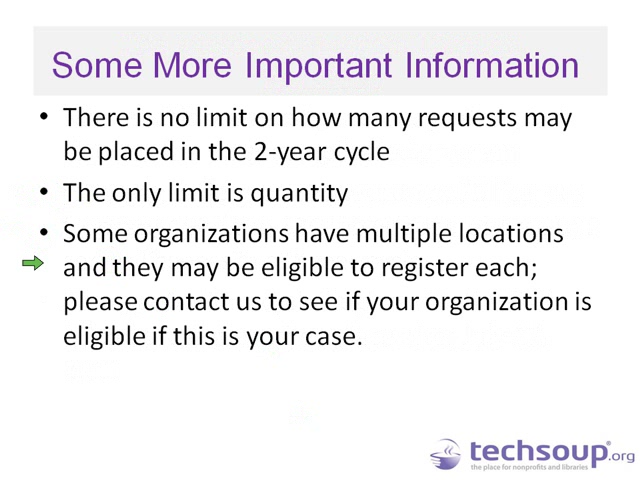 Some More Important Information
• There is no limit on how many requests may
be placed in the 2-year cycle
• The only limit is quantity
• Some organizations have multiple locations
and they may be eligible to register each;
please contact us to see if your organization is
eligible if this is your case.
techsoup®.org
the place for nonprofits and libraries